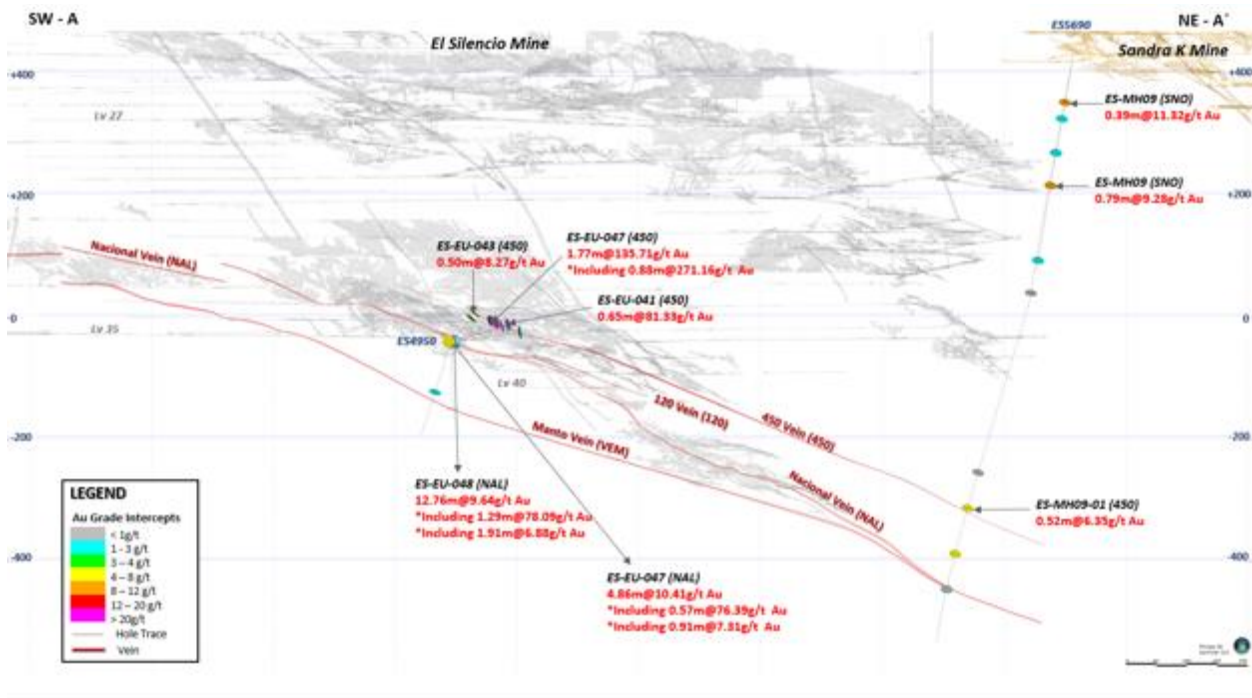 SW - A
NE - A'
El Silencio Mine
ES5690
Sandra K Mine
+400
+400
ES-MH09 (SNO)
0.39m@11.32g/t Au
Lv 27
+200
+200
ES-MH09 (SNO)
0.79m@9.28g/t Au
Nacional Vein (NAL)
ES-EU-043 (450)
0.50m@8.27g/t Au
ES-EU-047 (450)
1.77m@135.71g/t Au
*Including 0.88m@271.16g/t Au
ES-EU-041 (450)
0.65m@81.33g/t Au
0
0
Lv 35
ES4950
Lv 40
120 Vein (120)
450 Vein (450)
Manto Vein (VEM)
Nacional Vein (NAL)
-200
-200
ES-EU-048 (NAL)
12.76m@9.64g/t Au
*Including 1.29m@78.09g/t Au
*Including 1.91m@6.88g/t Au
ES-MH09-01 (450)
0.52m@6.35g/t Au
-400
-400
ES-EU-047 (NAL)
4.86m@10.41g/t Au
*Including 0.57m@76.39g/t Au
*Including 0.91m@7.31g/t Au
LEGEND
Au Grade Intercepts
< 1g/t
1 - 3 g/t
3 – 4 g/t
4 – 8 g/t
8 – 12 g/t
12 – 20 g/t
> 20g/t
Hole Trace
Vein